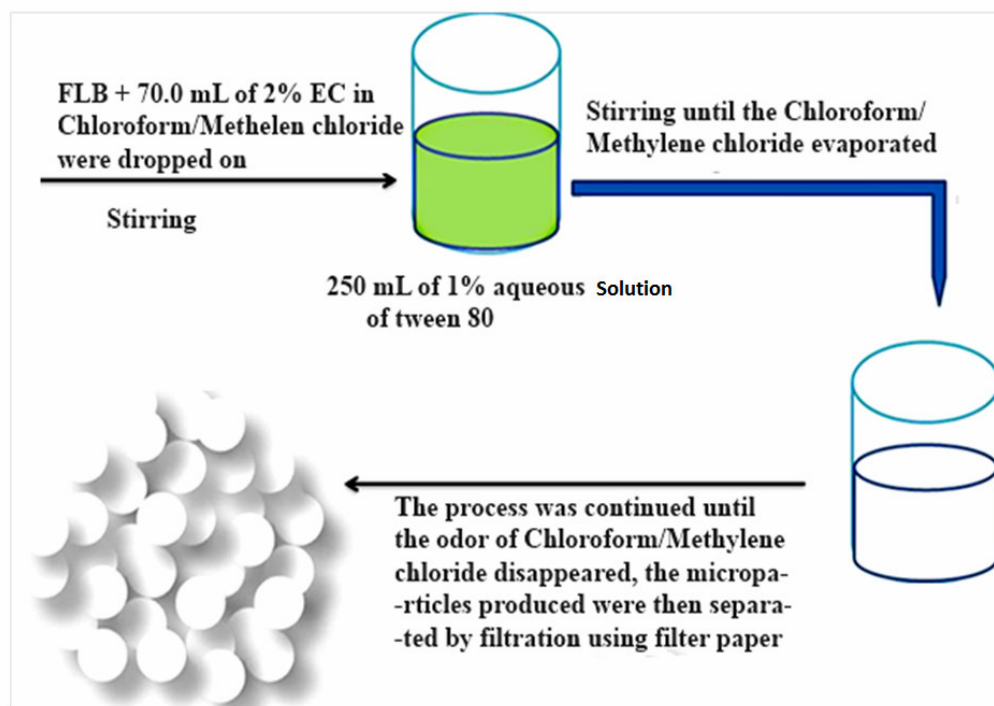 FLB + 70.0 mL of 2% EC in
Chloroform/Methelen chloride
were dropped on
Stirring
250 mL of 1% aqueous Solution
of tween 80
Stirring until the Chloroform/
Methylene chloride evaporated
The process was continued until
the odor of Chloroform/Methylene
chloride disappeared, the micropa-
-rticles produced were then separa-
-ted by filtration using filter paper